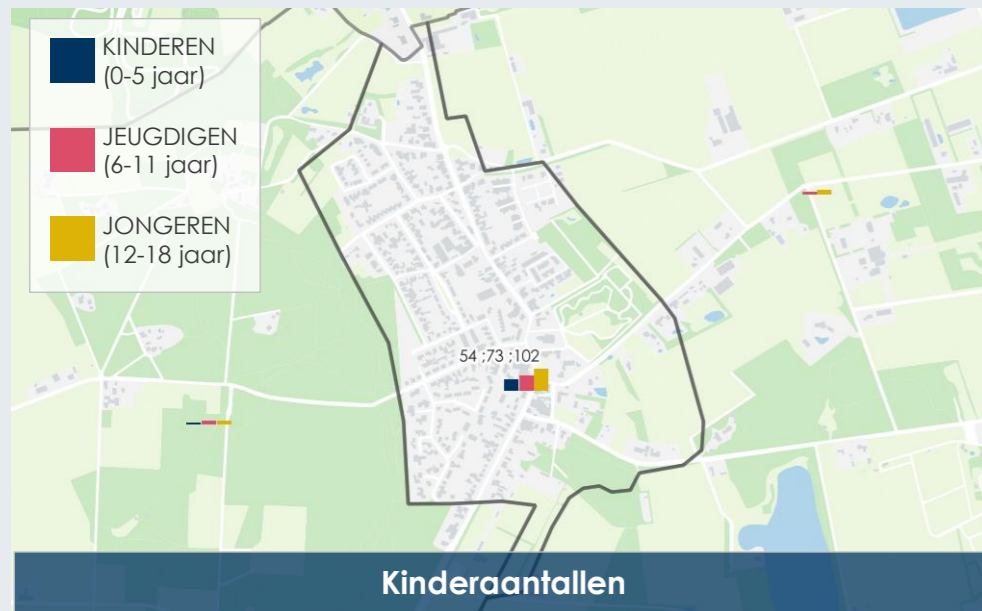 KINDEREN
(0-5 jaar)
JEUGDIGEN
(6-11 jaar)
JONGEREN
(12-18 jaar)
54 ;73 ;102
Kinderaantallen